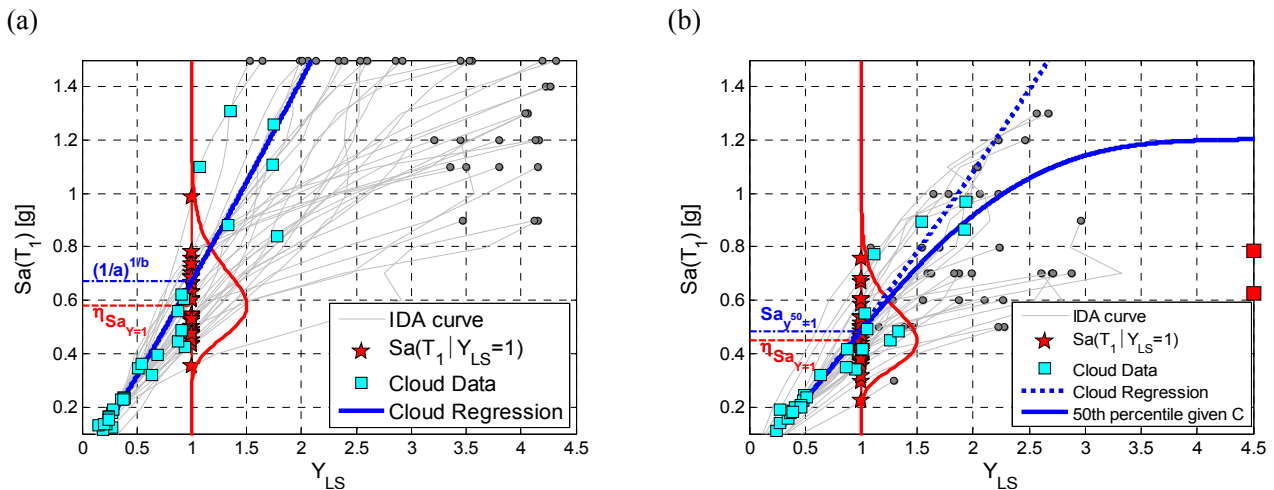 (a)
(b)
Sa(T1) [g]
1.4
1.2
1
0.8
0.6
0.4
0.2
(1/a)^1/b
ηSaY=1
IDA curve
Sa(T1|YLS=1)
Cloud Data
Cloud Regression
0 0.5 1 1.5 2 2.5 3 3.5 4 4.5
YLS
Sa(T1) [g]
1.4
1.2
1
0.8
0.6
0.4
0.2
Say50=1
ηSaY=1
IDA curve
Sa(T1|YLS=1)
Cloud Data
Cloud Regression
50th percentile given C
0 0.5 1 1.5 2 2.5 3 3.5 4 4.5
YLS